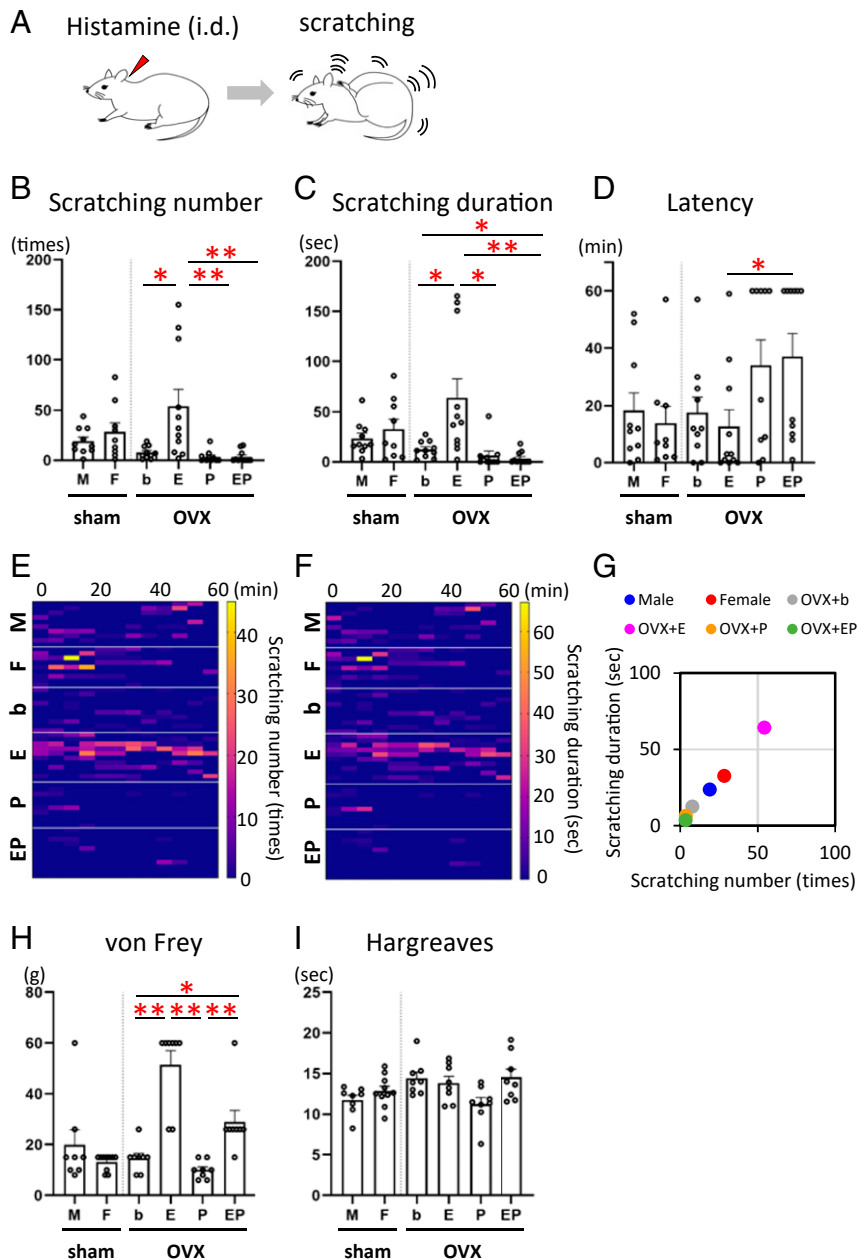 A Histamine (i.d.) scratching
B Scratching number C Scratching duration D Latency
(times) (sec) (min)
* ** ** * * ** * *
200 150 100 50 0
200 150 100 50 0
60 40 20 0
M F b E P EP
M F b E P EP
M F b E P EP
sham OVX sham OVX sham OVX
E F G
0 20 40 60 (min)
M F b E P EP
40 30 20 10 0
Scratching number (times)
0 20 40 60 (min)
M F b E P EP
60 50 40 30 20 10 0
Scratching duration (sec)
Male Female OVX+b
OVX+E OVX+P OVX+EP
Scratching duration (sec)
100
50
0
0 50 100
Scratching number (times)
H von Frey I Hargreaves
(g) (sec)
*
** ** **
80 60 40 20 0
25 20 15 10 5 0
M F b E P EP
M F b E P EP
sham OVX sham OVX